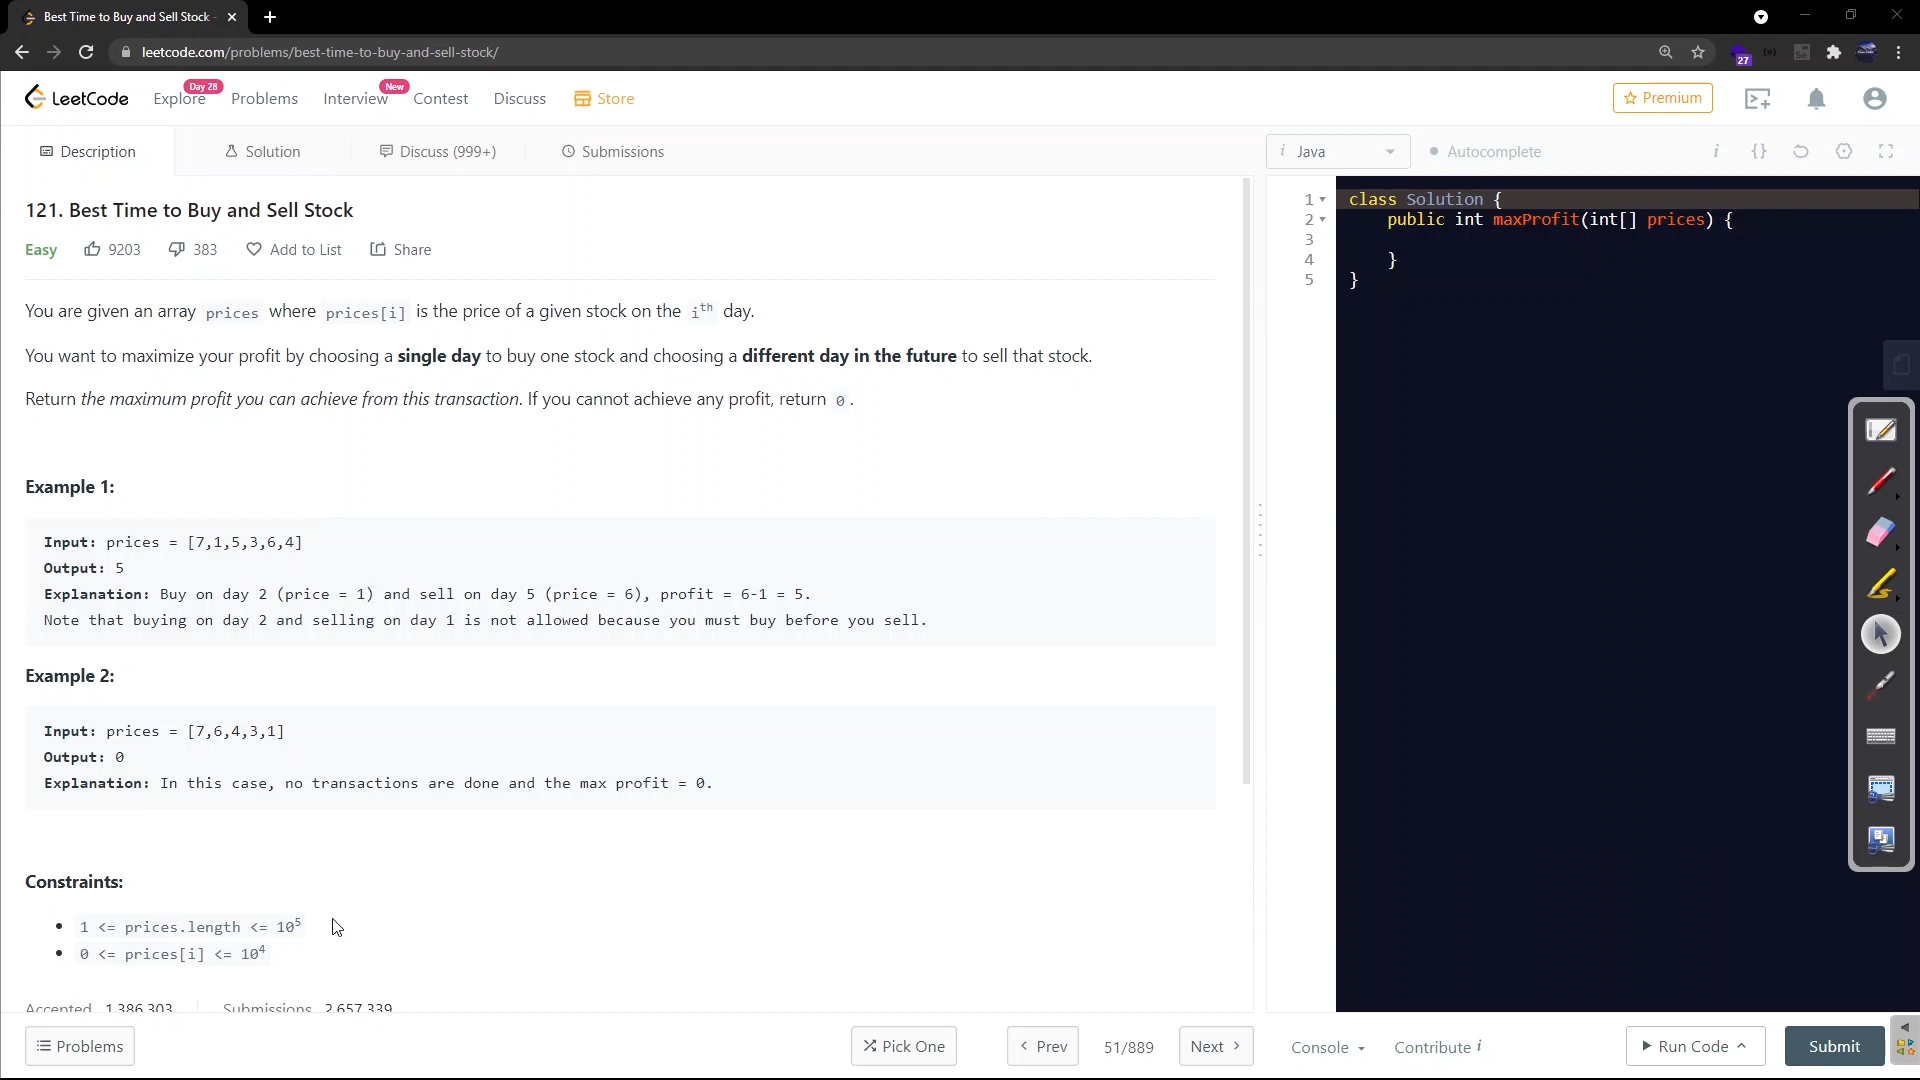 Best Time to Buy and Sell Stock -
leetcode.com/problems/best-time-to-buy-and-sell-stock/
27
LeetCode
Explore
Day 28
Problems
Interview
New
Contest
Discuss
Store
Premium
Description
Solution
Discuss (999+)
Submissions
i Java
Autocomplete
i
{}
121. Best Time to Buy and Sell Stock
Easy 9203 383 Add to List Share
You are given an array prices where prices[i] is the price of a given stock on the ith day.
You want to maximize your profit by choosing a single day to buy one stock and choosing a different day in the future to sell that stock.
Return the maximum profit you can achieve from this transaction. If you cannot achieve any profit, return 0.
Example 1:
Input: prices = [7,1,5,3,6,4]
Output: 5
Explanation: Buy on day 2 (price = 1) and sell on day 5 (price = 6), profit = 6-1 = 5.
Note that buying on day 2 and selling on day 1 is not allowed because you must buy before you sell.
Example 2:
Input: prices = [7,6,4,3,1]
Output: 0
Explanation: In this case, no transactions are done and the max profit = 0.
Constraints:
1 <= prices.length <= 10^5
0 <= prices[i] <= 10^4
Accepted 1,386,303 Submissions 2,657,339
1 class Solution {
2 public int maxProfit(int[] prices) {
3
4 }
5 }
Problems
Pick One
< Prev
51/889
Next >
Console
Contribute i
Run Code
Submit